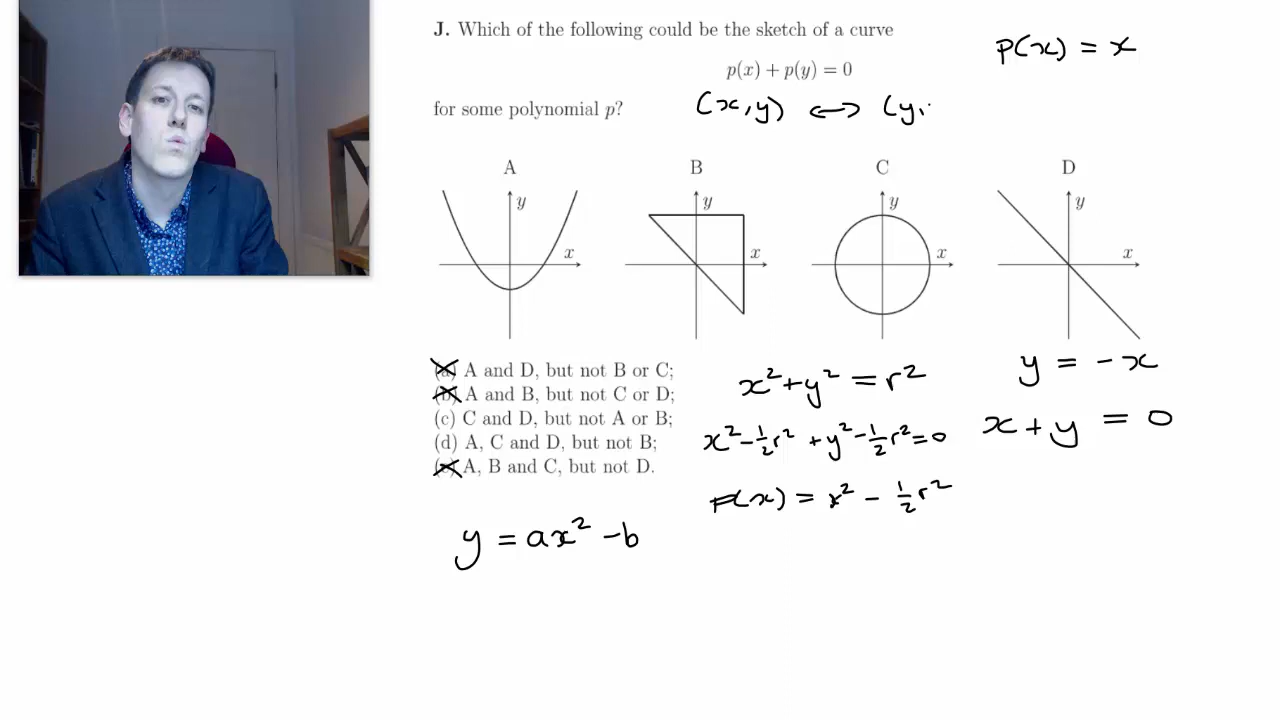 J. Which of the following could be the sketch of a curve
p(x) = x
p(x) + p(y) = 0
for some polynomial p?
(x,y) ↔ (y,
A B C D
y y y y
x x x x
(a) A and D, but not B or C;
(b) A and B, but not C or D;
(c) C and D, but not A or B;
(d) A, C and D, but not B;
(e) A, B and C, but not D.
x² + y² = r²
x² - ½r² + y² - ½r² = 0
p(x) = x² - ½r²
y = -x
x + y = 0
y = ax² - b